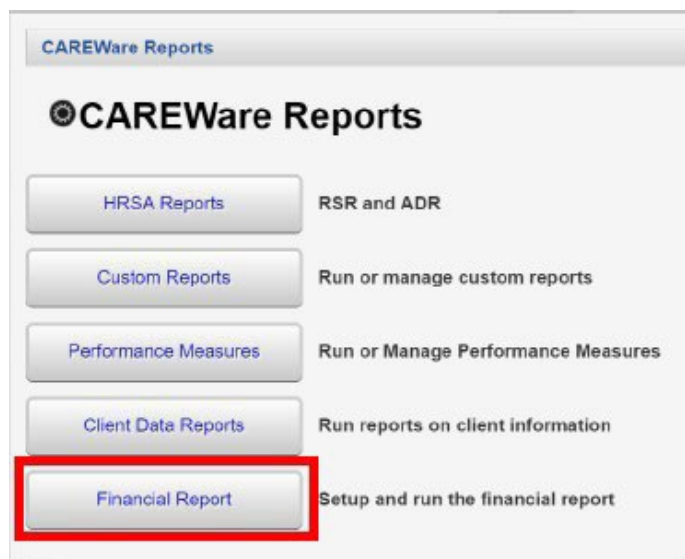 CAREWare Reports
CAREWare Reports
HRSA Reports RSR and ADR
Custom Reports Run or manage custom reports
Performance Measures Run or Manage Performance Measures
Client Data Reports Run reports on client information
Financial Report Setup and run the financial report